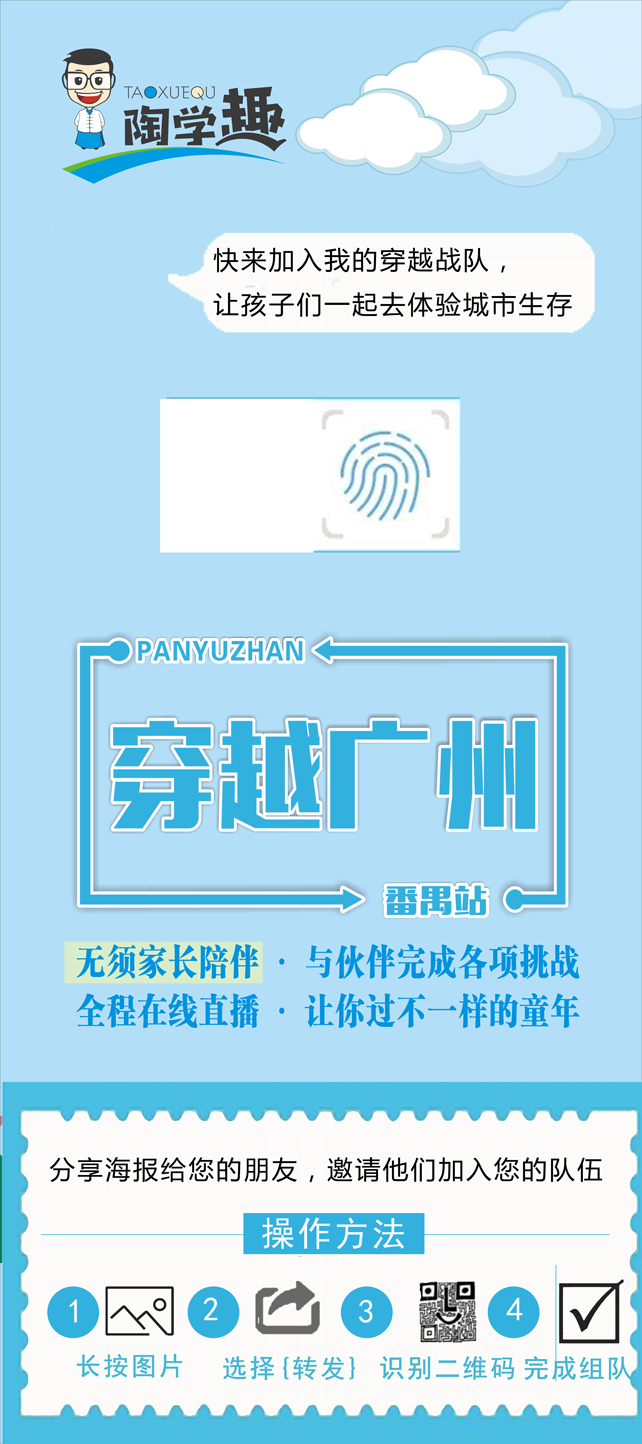 TAOXUEQU
陶学趣
快来加入我的穿越战队，
让孩子们一起去体验城市生存
PANYUZHAN
穿越广州
番禺站
无须家长陪伴 · 与伙伴完成各项挑战
全程在线直播 · 让你过不一样的童年
分享海报给您的朋友，邀请他们加入您的队伍
操作方法
1 2 3 4
长按图片 选择{转发} 识别二维码 完成组队